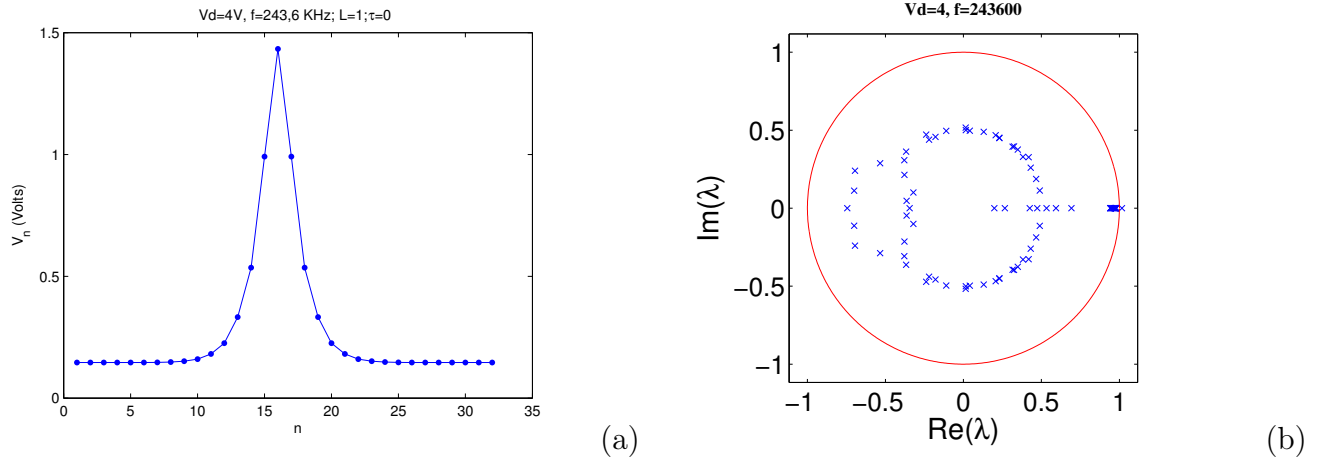 Vd=4V, f=243,6 KHz; L=1;τ=0
V_n (Volts)
1.5
1
0.5
0
0
5
10
15
20
25
30
35
n
(a)
Vd=4, f=243600
Im(λ)
1
0.5
0
−0.5
−1
−1
−0.5
0
0.5
1
Re(λ)
(b)